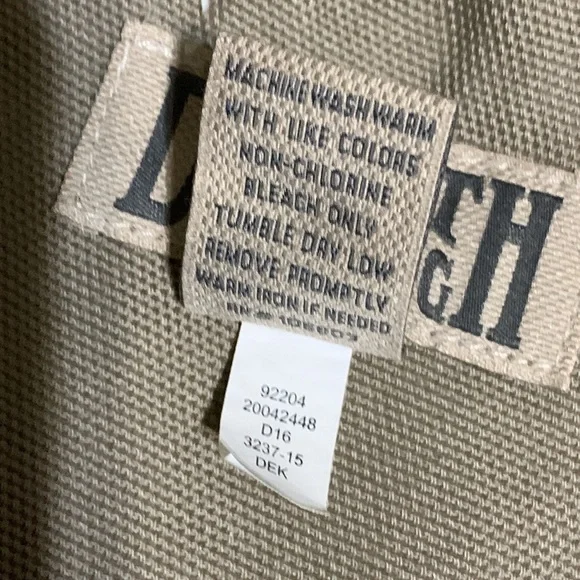 MACHINE WASH WARM
WITH LIKE COLORS
NON-CHLORINE
BLEACH ONLY
TUMBLE DRY LOW
REMOVE PROMPTLY
WARM IRON IF NEEDED
D
TH
G
92204
20042448
D16
3237-15
DEK